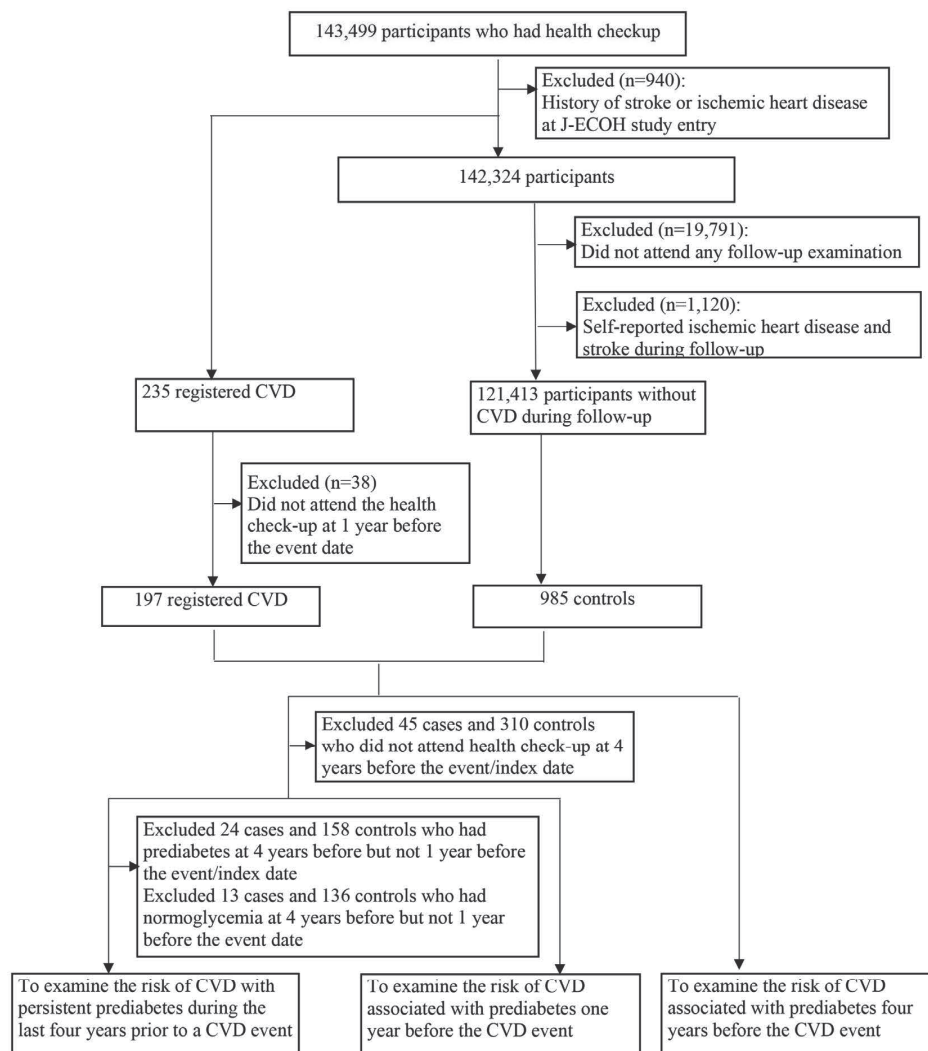 143,499 participants who had health checkup
Excluded (n=940):
History of stroke or ischemic heart disease
at J-ECOH study entry
142,324 participants
Excluded (n=19,791):
Did not attend any follow-up examination
Excluded (n=1,120):
Self-reported ischemic heart disease and
stroke during follow-up
235 registered CVD
121,413 participants without
CVD during follow-up
Excluded (n=38)
Did not attend the health
check-up at 1 year before
the event date
197 registered CVD
985 controls
Excluded 45 cases and 310 controls
who did not attend health check-up at 4
years before the event/index date
Excluded 24 cases and 158 controls who had
prediabetes at 4 years before but not 1 year before
the event/index date
Excluded 13 cases and 136 controls who had
normoglycemia at 4 years before but not 1 year
before the event date
To examine the risk of CVD with
persistent prediabetes during the
last four years prior to a CVD event
To examine the risk of CVD
associated with prediabetes one
year before the CVD event
To examine the risk of CVD
associated with prediabetes four
years before the CVD event